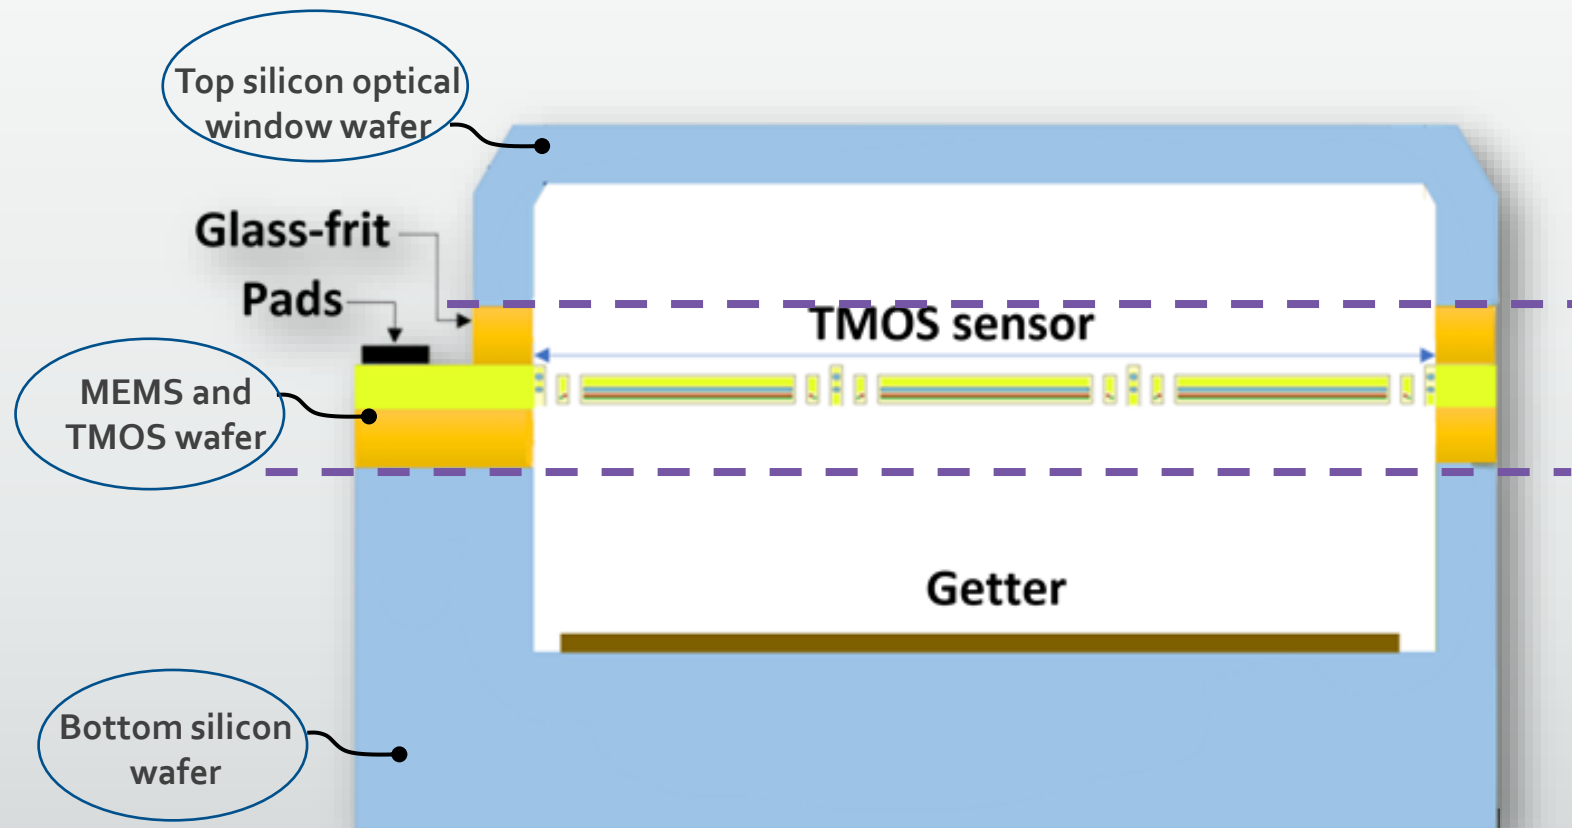 Top silicon optical
window wafer
Glass-frit
Pads
TMOS sensor
MEMS and
TMOS wafer
Getter
Bottom silicon
wafer